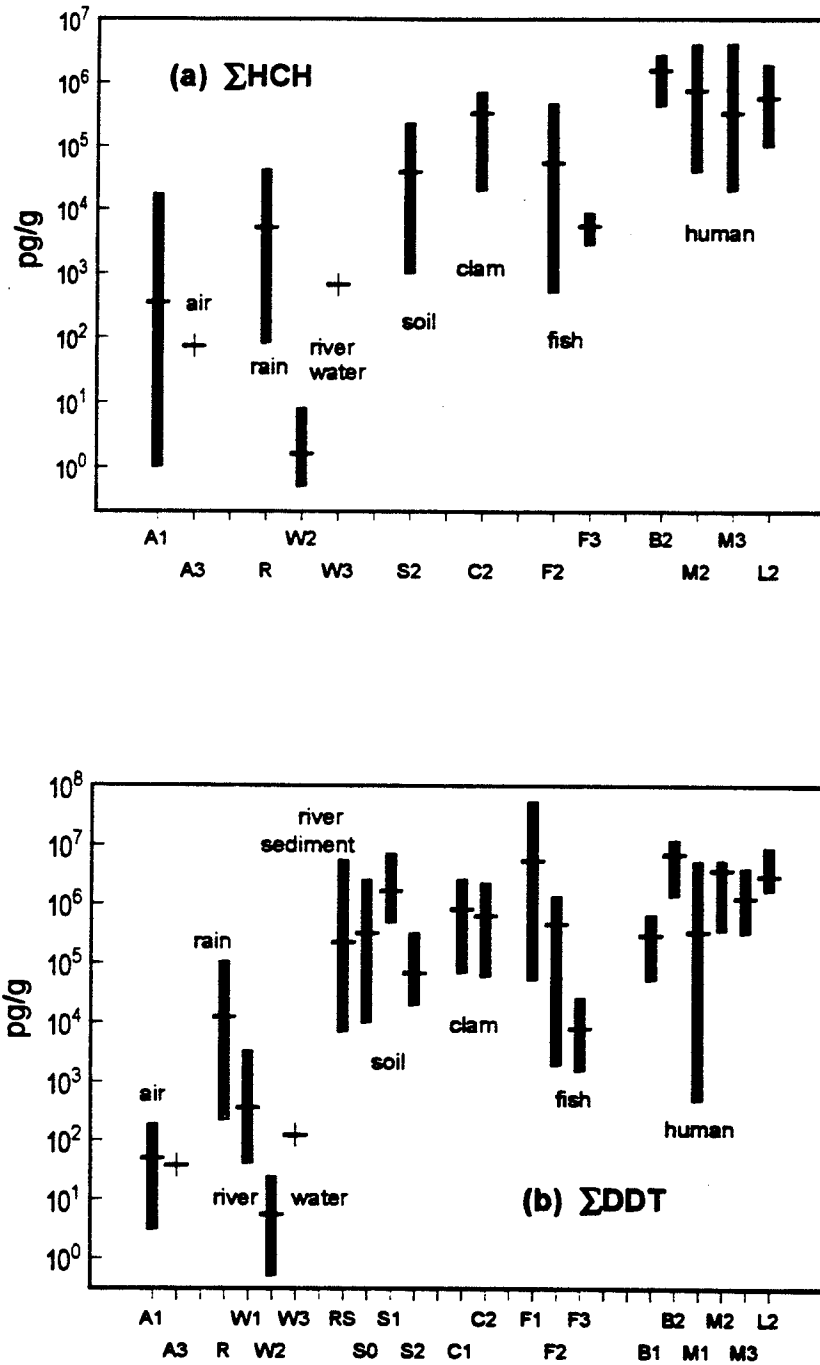 10⁷
(a) ΣHCH
10⁶
10⁵
10⁴
10³
10²
10¹
10⁰
pg/g
air
rain
river
water
soil
clam
fish
human
A1 W2 F3 B2 M3
A3 R W3 S2 C2 F2 M2 L2
10⁸
10⁷
10⁶
10⁵
10⁴
10³
10²
10¹
10⁰
pg/g
river
sediment
rain
air
river water
soil
clam
fish
human
(b) ΣDDT
A1 W1 W3 RS S1 C2 F1 F3 B2 M2 L2
A3 R W2 S0 S2 C1 F2 B1 M1 M3